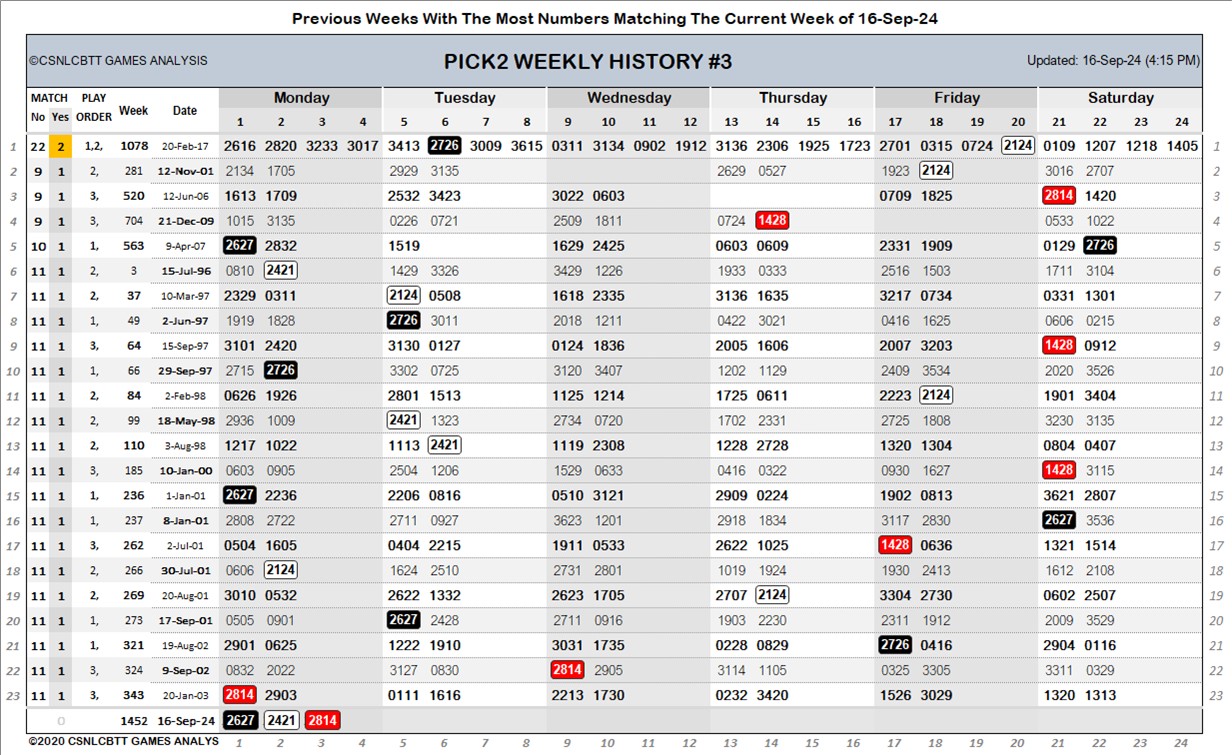 Previous Weeks With The Most Numbers Matching The Current Week of 16-Sep-24
©CSNLCBTT GAMES ANALYSIS PICK2 WEEKLY HISTORY #3 Updated: 16-Sep-24 (4:15 PM)
MATCH PLAY Week Date Monday Tuesday Wednesday Thursday Friday Saturday
No Yes ORDER 1 2 3 4 5 6 7 8 9 10 11 12 13 14 15 16 17 18 19 20 21 22 23 24
1 22 2 1,2, 1078 20-Feb-17 2616 2820 3233 3017 3413 2726 3009 3615 0311 3134 0902 1912 3136 2306 1925 1723 2701 0315 0724 2124 0109 1207 1218 1405 1
2 9 1 2, 281 12-Nov-01 2134 1705 2929 3135 2629 0527 1923 2124 3016 2707 2
3 9 1 3, 520 12-Jun-06 1613 1709 2532 3423 3022 0603 0709 1825 2814 1420 3
4 9 1 3, 704 21-Dec-09 1015 3135 0226 0721 2509 1811 0724 1428 0533 1022 4
5 10 1 1, 563 9-Apr-07 2627 2832 1519 1629 2425 0603 0609 2331 1909 0129 2726 5
6 11 1 2, 3 15-Jul-96 0810 2421 1429 3326 3429 1226 1933 0333 2516 1503 1711 3104 6
7 11 1 2, 37 10-Mar-97 2329 0311 2124 0508 1618 2335 3136 1635 3217 0734 0331 1301 7
8 11 1 1, 49 2-Jun-97 1919 1828 2726 3011 2018 1211 0422 3021 0416 1625 0606 0215 8
9 11 1 3, 64 15-Sep-97 3101 2420 3130 0127 0124 1836 2005 1606 2007 3203 1428 0912 9
10 11 1 1, 66 29-Sep-97 2715 2726 3302 0725 3120 3407 1202 1129 2409 3534 2020 3526 10
11 11 1 2, 84 2-Feb-98 0626 1926 2801 1513 1125 1214 1725 0611 2223 2124 1901 3404 11
12 11 1 2, 99 18-May-98 2936 1009 2421 1323 2734 0720 1702 2331 2725 1808 3230 3135 12
13 11 1 2, 110 3-Aug-98 1217 1022 1113 2421 1119 2308 1228 2728 1320 1304 0804 0407 13
14 11 1 3, 185 10-Jan-00 0603 0905 2504 1206 1529 0633 0416 0322 0930 1627 1428 3115 14
15 11 1 1, 236 1-Jan-01 2627 2236 2206 0816 0510 3121 2909 0224 1902 0813 3621 2807 15
16 11 1 1, 237 8-Jan-01 2808 2722 2711 0927 3623 1201 2918 1834 3117 2830 2627 3536 16
17 11 1 3, 262 2-Jul-01 0504 1605 0404 2215 1911 0533 2622 1025 1428 0636 1321 1514 17
18 11 1 2, 266 30-Jul-01 0606 2124 1624 2510 2731 2801 1019 1924 1930 2413 1612 2108 18
19 11 1 2, 269 20-Aug-01 3010 0532 2622 1332 2623 1705 2707 2124 3304 2730 0602 2507 19
20 11 1 1, 273 17-Sep-01 0505 0901 2627 2428 2711 0916 1903 2230 2311 1912 2009 3529 20
21 11 1 1, 321 19-Aug-02 2901 0625 1222 1910 3031 1735 0228 0829 2726 0416 2904 0116 21
22 11 1 3, 324 9-Sep-02 0832 2022 3127 0830 2814 2905 3114 1105 0325 3305 3311 0329 22
23 11 1 3, 343 20-Jan-03 2814 2903 0111 1616 2213 1730 0232 3420 1526 3029 1320 1313 23
0 1452 16-Sep-24 2627 2421 2814
©2020 CSNLCBTT GAMES ANALYS 1 2 3 4 5 6 7 8 9 10 11 12 13 14 15 16 17 18 19 20 21 22 23 24